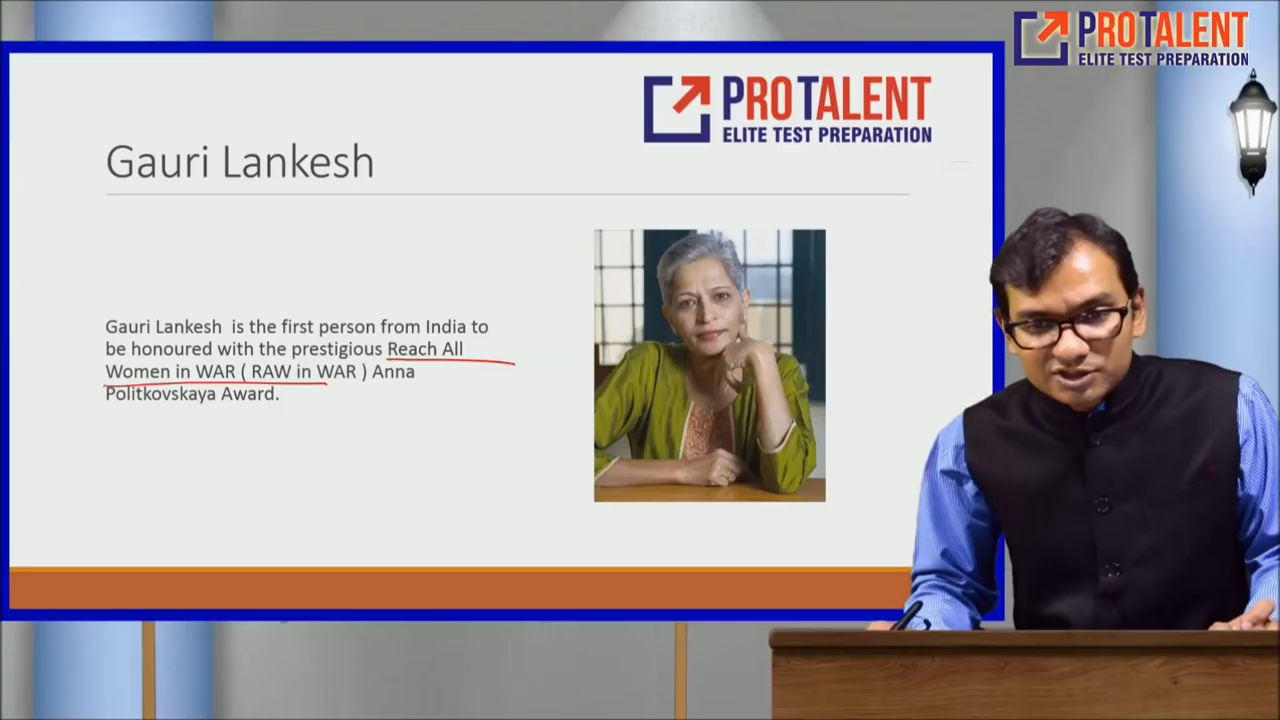 PROTALENT
ELITE TEST PREPARATION
PROTALENT
ELITE TEST PREPARATION
Gauri Lankesh
Gauri Lankesh is the first person from India to
be honoured with the prestigious Reach All
Women in WAR ( RAW in WAR ) Anna
Politkovskaya Award.